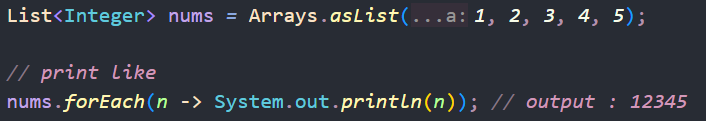 List<Integer> nums = Arrays.asList( ...a: 1, 2, 3, 4, 5);
// print like
nums.forEach(n -> System.out.println(n)); // output : 12345